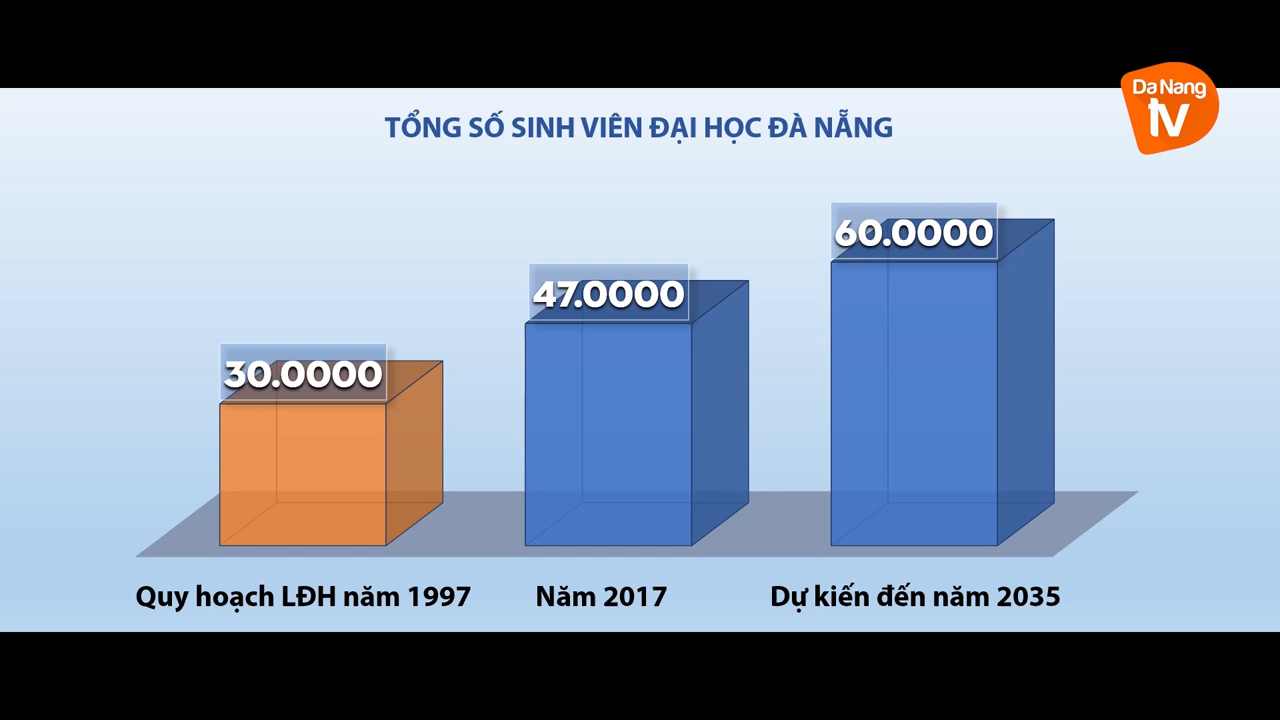 Da Nang
tv
TỔNG SỐ SINH VIÊN ĐẠI HỌC ĐÀ NẴNG
30.0000
47.0000
60.0000
Quy hoạch LĐH năm 1997
Năm 2017
Dự kiến đến năm 2035